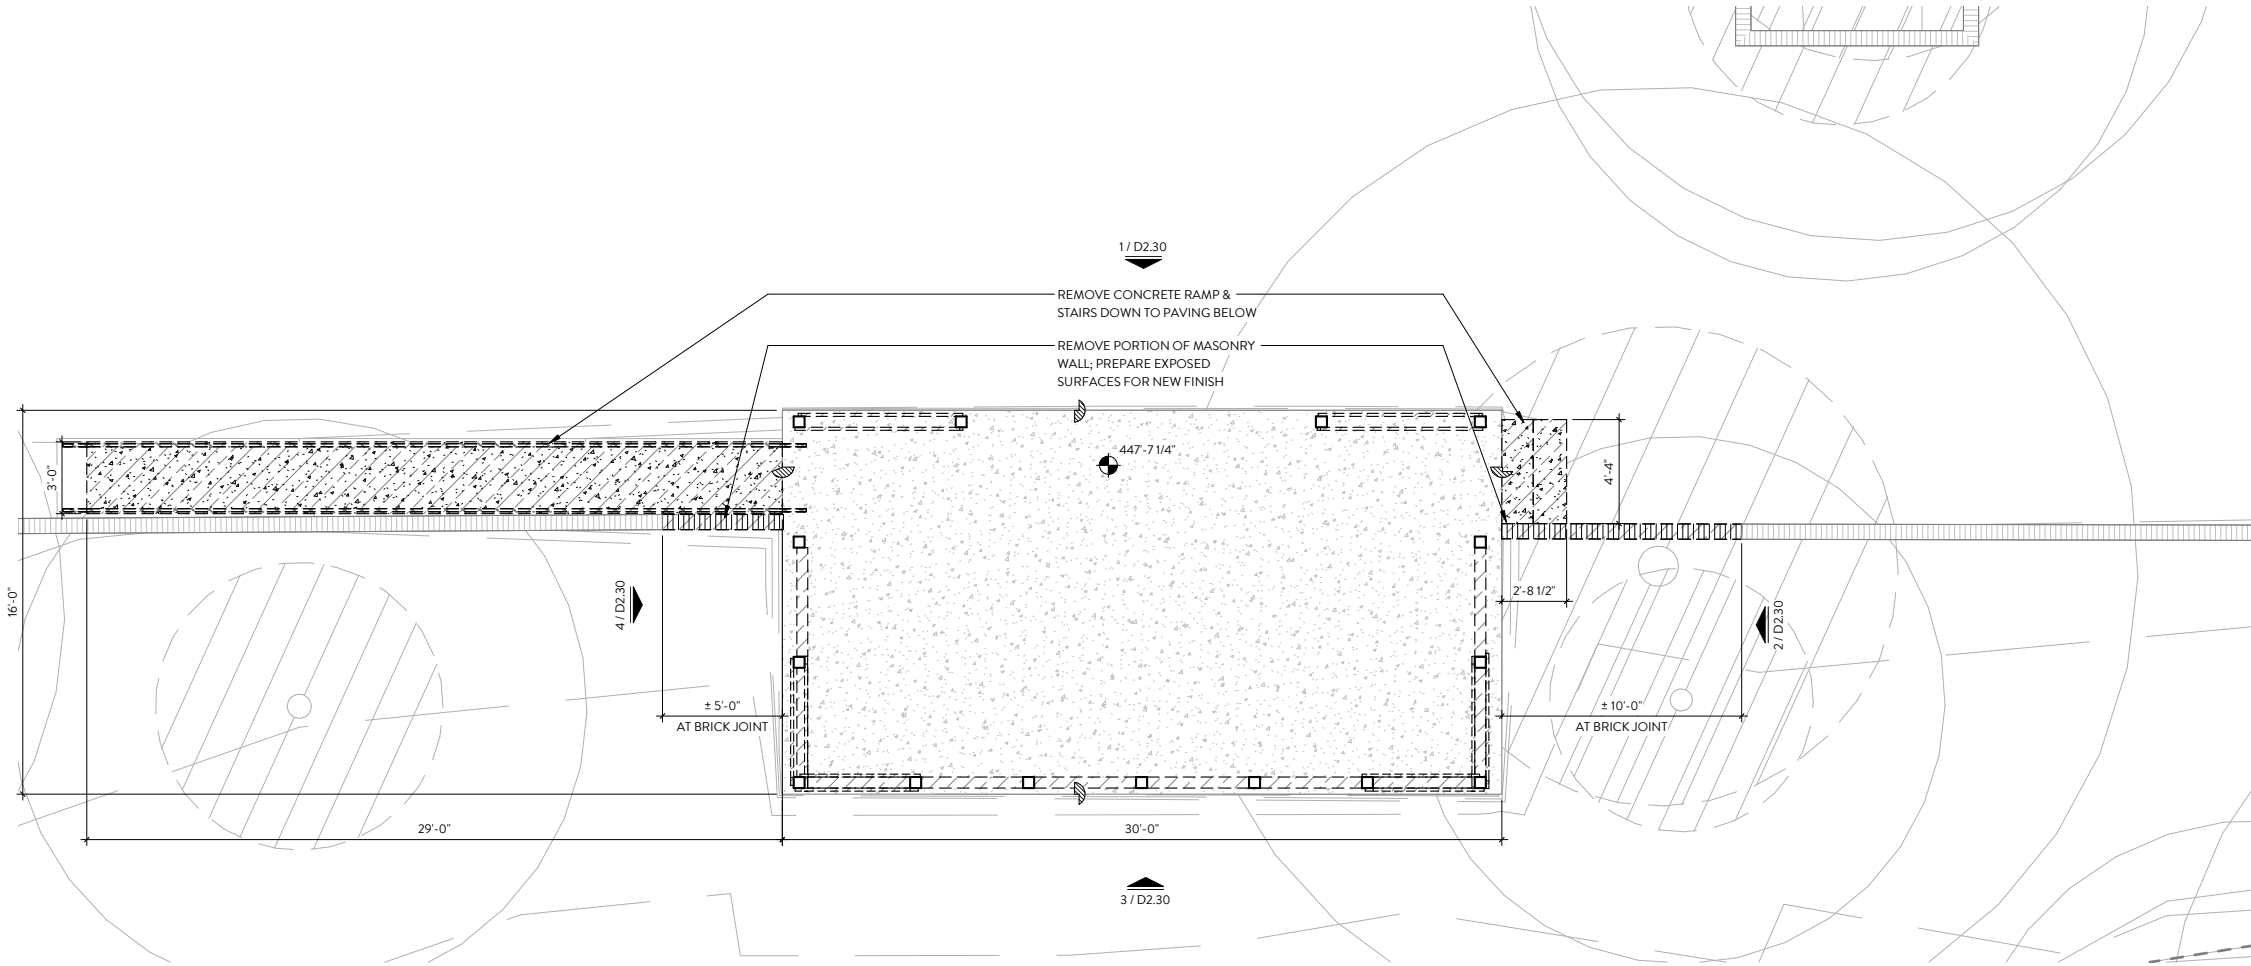 1 / D2.30
REMOVE CONCRETE RAMP &
STAIRS DOWN TO PAVING BELOW
REMOVE PORTION OF MASONRY
WALL; PREPARE EXPOSED
SURFACES FOR NEW FINISH
447'-7 1/4"
3'-0"
4'-4"
16'-0"
4 / D2.30
2'-8 1/2"
2 / D2.30
± 5'-0"
AT BRICK JOINT
± 10'-0"
AT BRICK JOINT
29'-0"
30'-0"
3 / D2.30